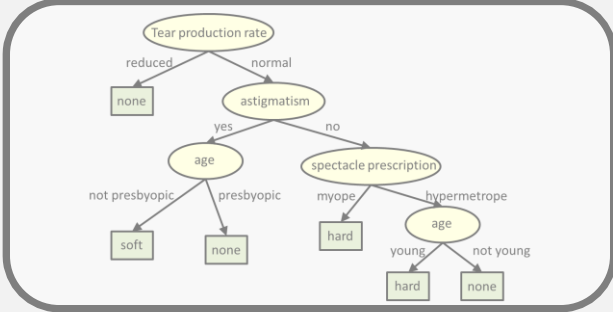 Tear production rate
reduced normal
none
astigmatism
yes no
age
spectacle prescription
not presbyopic presbyopic
myope hypermetrope
soft
none
hard
age
young not young
hard
none